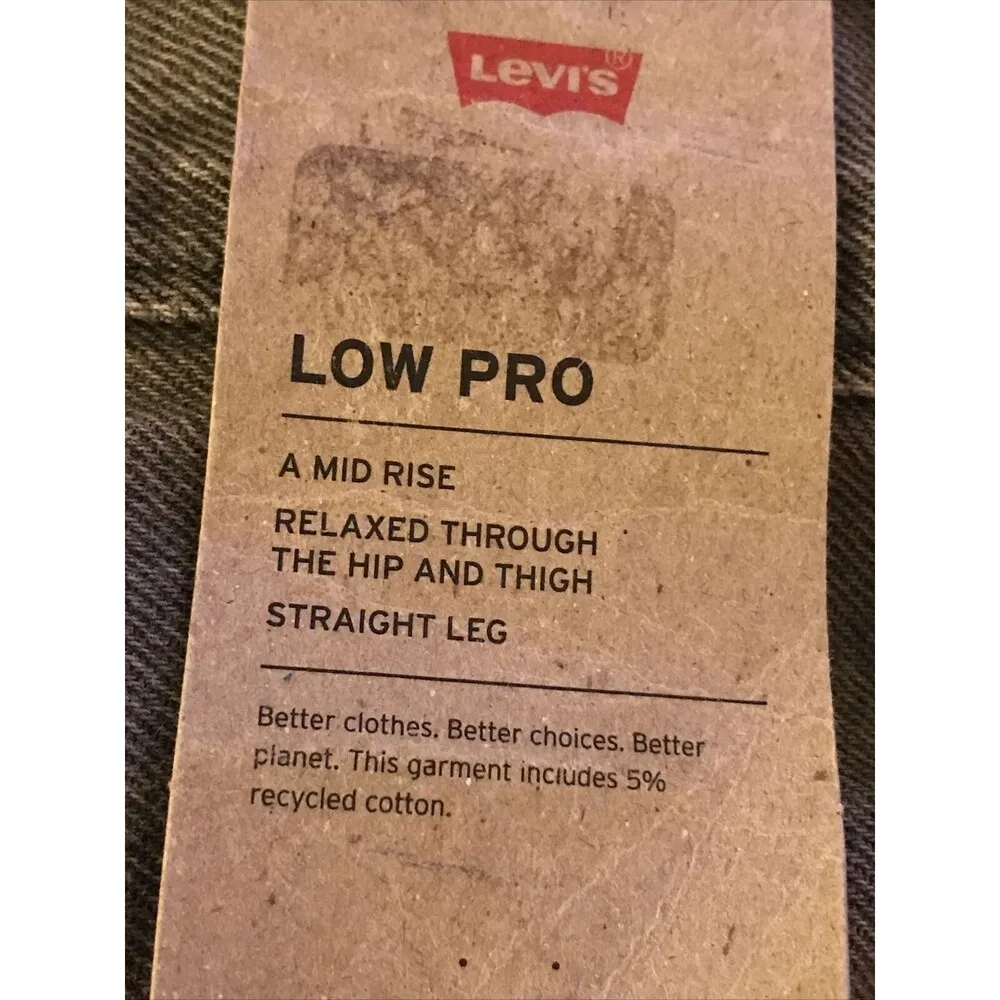 Levi's®
LOW PRO
A MID RISE
RELAXED THROUGH
THE HIP AND THIGH
STRAIGHT LEG
Better clothes. Better choices. Better
planet. This garment includes 5%
recycled cotton.